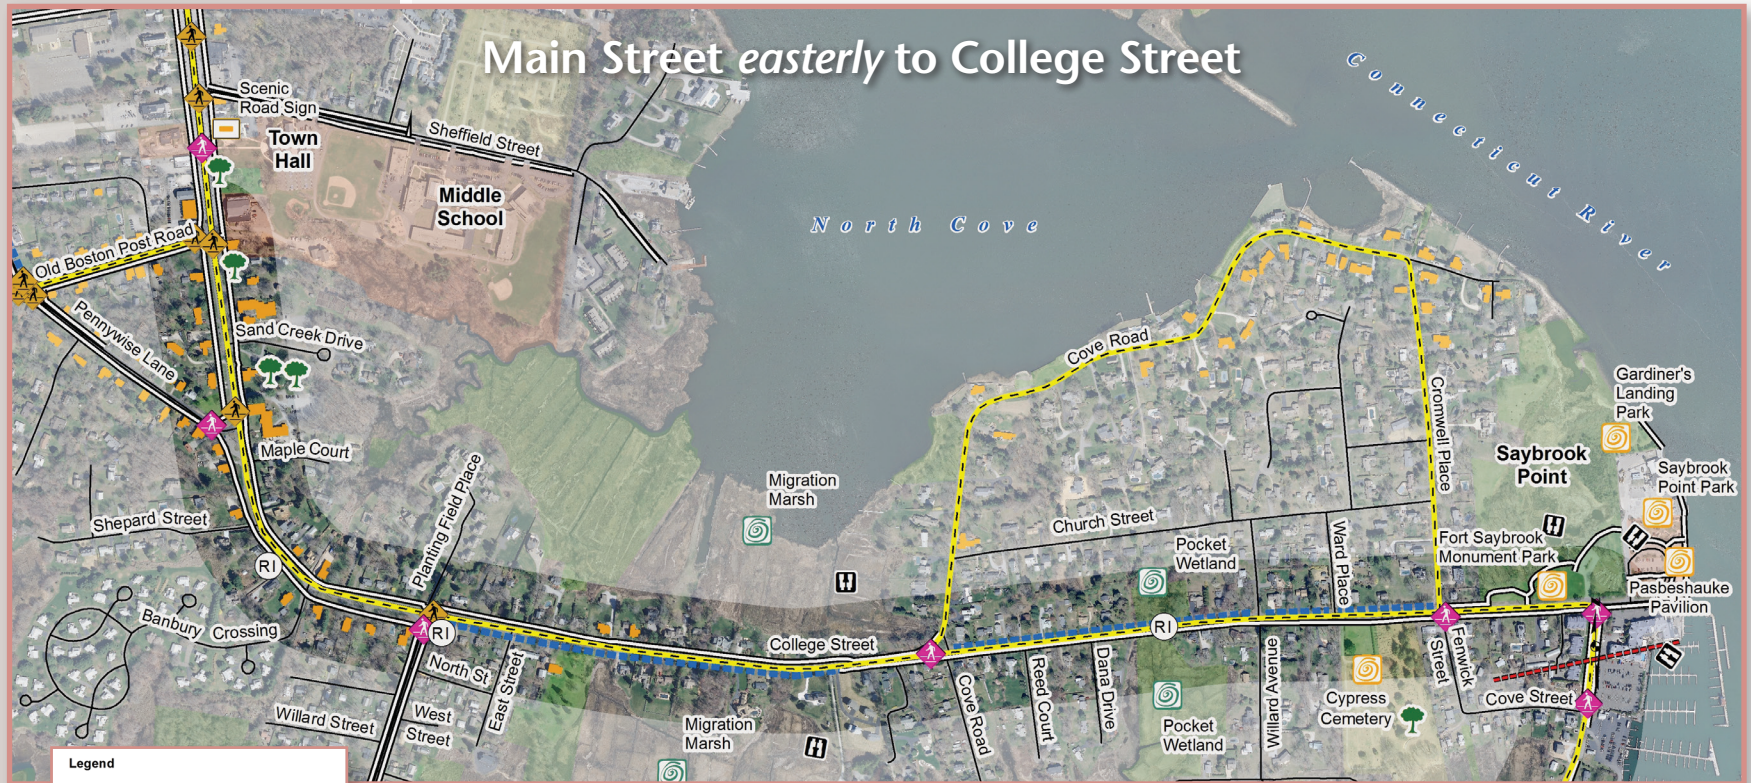 Main Street easterly to College Street
Connecticut River
Scenic
Road Sign
Town
Hall
Sheffield Street
Middle
School
North Cove
Old Boston Post Road
Pennywise Lane
Sand Creek Drive
Cove Road
Gardiner's
Landing
Park
Cromwell Place
Maple Court
Saybrook
Point
Saybrook
Point Park
Planting Field Place
Migration
Marsh
Shepard Street
Church Street
Ward Place
Fort Saybrook
Monument Park
Pocket
Wetland
RI
Pasbeshauke
Pavilion
Banbury Crossing
RI
College Street
RI
North St
East Street
Cove Road
Reed Court
Dana Drive
Willard Avenue
Fenwick
Street
Cypress
Cemetery
Cove Street
Willard Street
West
Street
Migration
Marsh
Pocket
Wetland
Legend